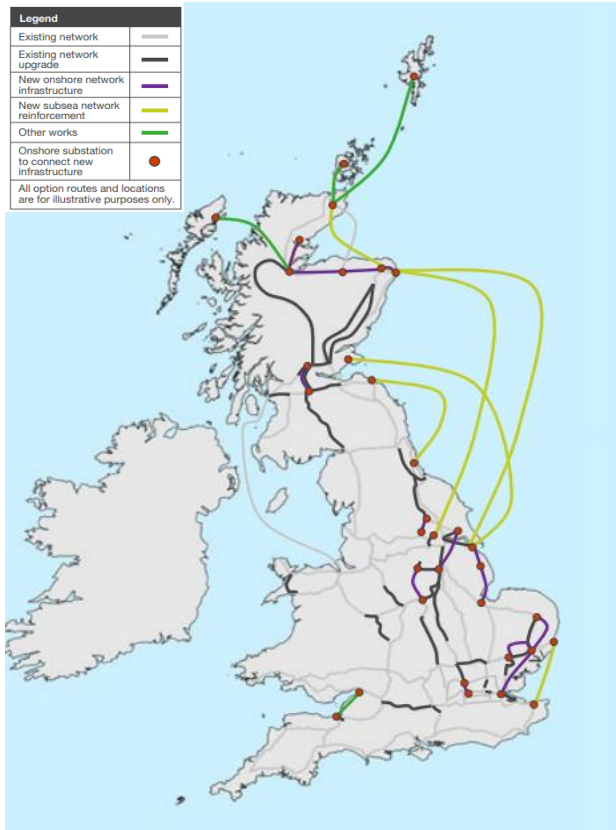 Legend
Existing network
Existing network
upgrade
New onshore network
infrastructure
New subsea network
reinforcement
Other works
Onshore substation
to connect new
infrastructure
All option routes and locations
are for illustrative purposes only.